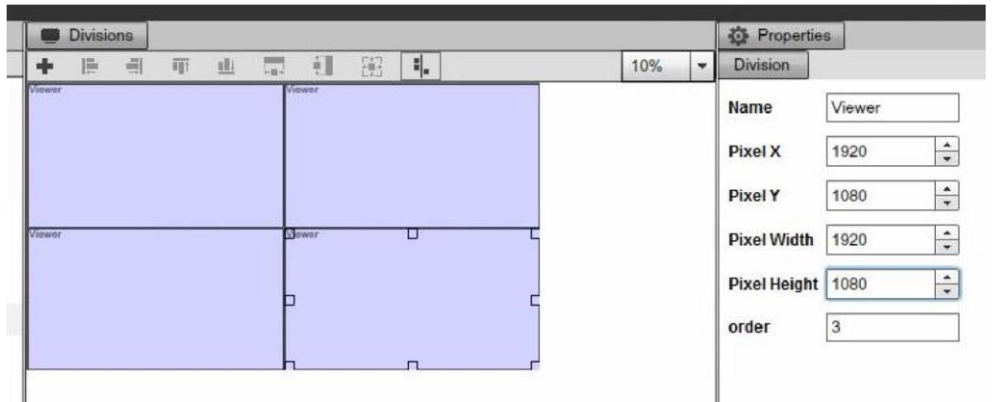 Divisions
10%
Viewer
Viewer
Viewer
Viewer
Properties
Division
Name Viewer
Pixel X 1920
Pixel Y 1080
Pixel Width 1920
Pixel Height 1080
order 3